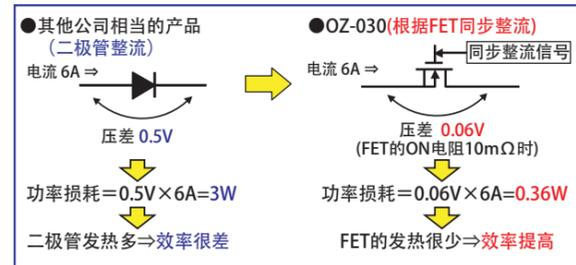 ●其他公司相当的产品
(二极管整流)
电流 6A ⇒
压差 0.5V
功率损耗＝0.5V×6A=3W
二极管发热多⇒效率很差
●OZ-030(根据FET同步整流)
同步整流信号
电流 6A ⇒
压差 0.06V
(FET的ON电阻10mΩ时)
功率损耗＝0.06V×6A=0.36W
FET的发热很少⇒效率提高